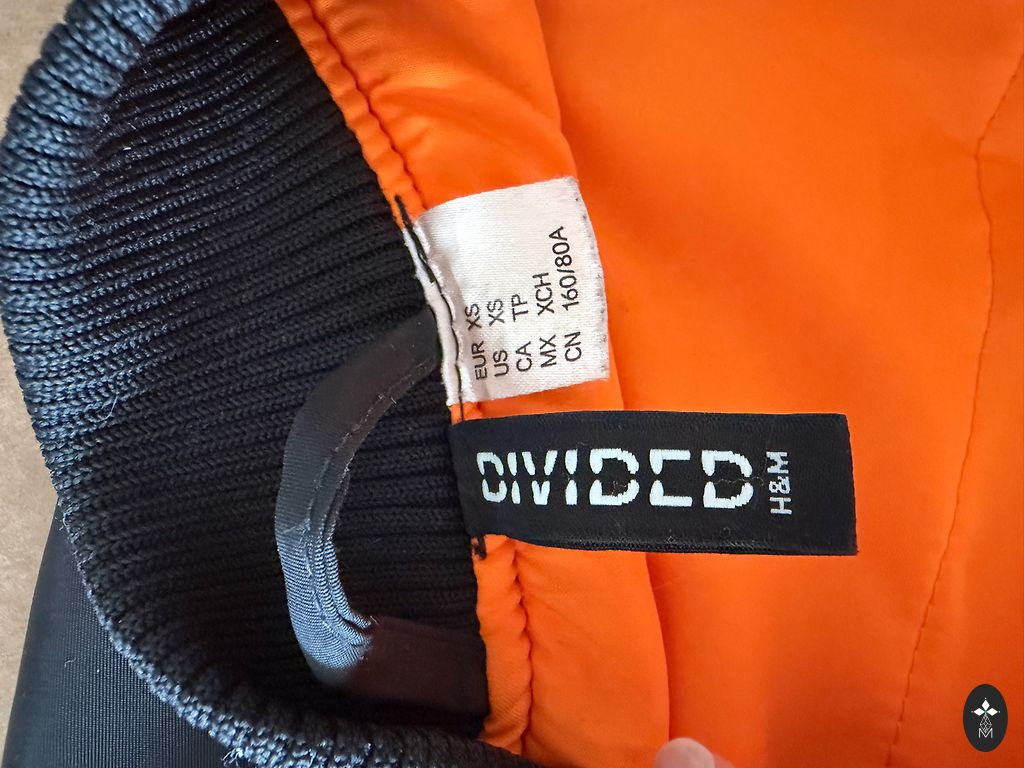 EUR XS
US XS
CA TP
MX XCH
CN 160/80A
DIVIDED
H&M
M